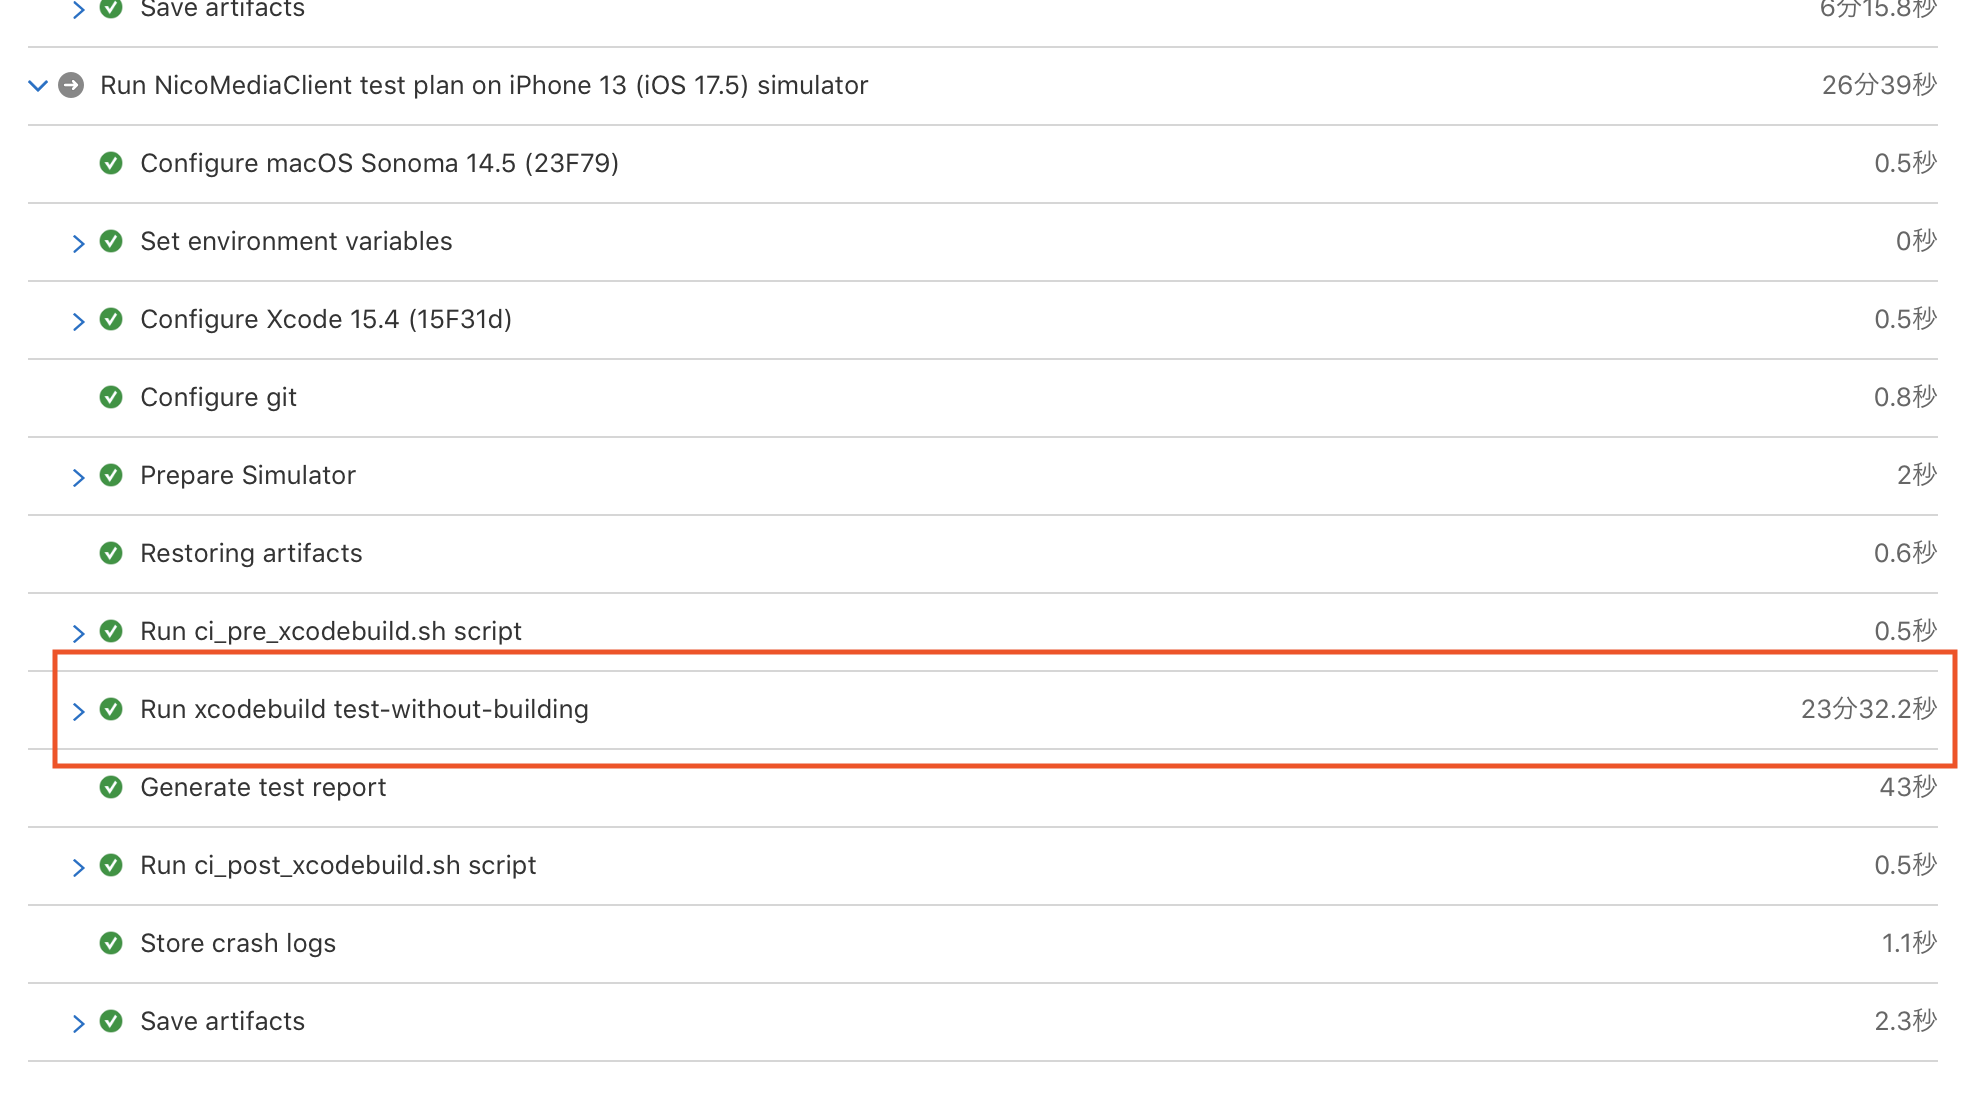 Save artifacts 6分15.8秒
Run NicoMediaClient test plan on iPhone 13 (iOS 17.5) simulator 26分39秒
Configure macOS Sonoma 14.5 (23F79) 0.5秒
Set environment variables 0秒
Configure Xcode 15.4 (15F31d) 0.5秒
Configure git 0.8秒
Prepare Simulator 2秒
Restoring artifacts 0.6秒
Run ci_pre_xcodebuild.sh script 0.5秒
Run xcodebuild test-without-building 23分32.2秒
Generate test report 43秒
Run ci_post_xcodebuild.sh script 0.5秒
Store crash logs 1.1秒
Save artifacts 2.3秒